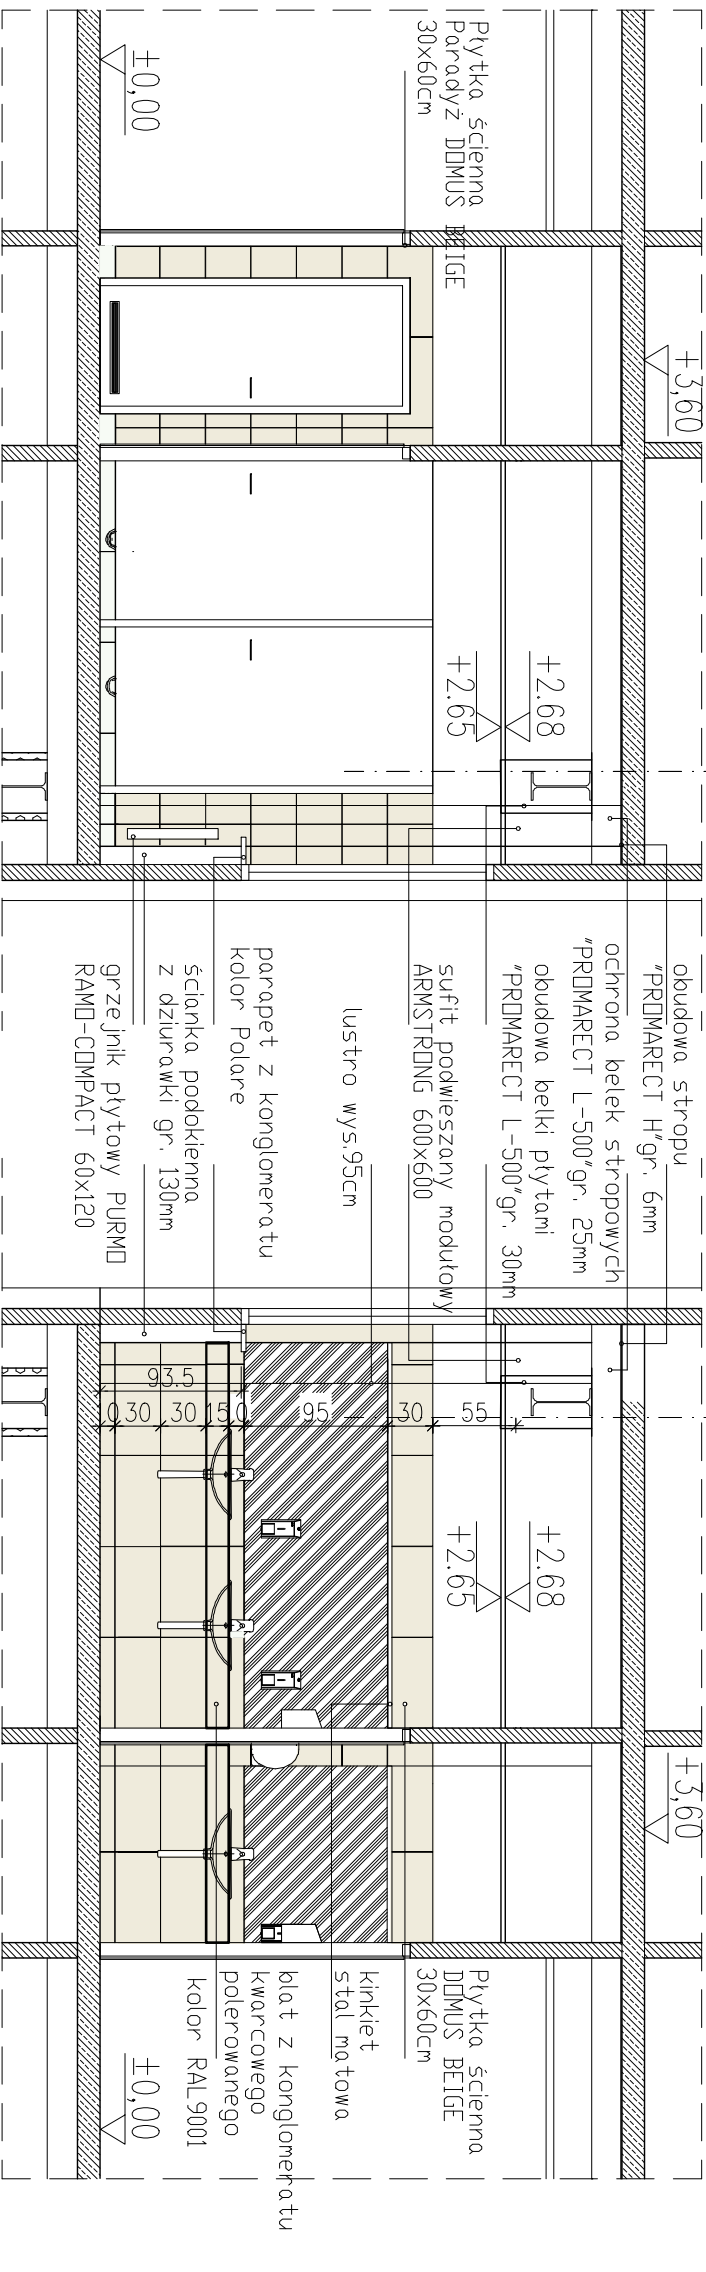 Płytka ścienna
Paradyż DOMUS BEIGE
30x60cm
±0,00
+3,60
+2.68
+2.65
okudowa stropu
"PROMARECT H"gr. 6mm
ochrona belek stropowych
"PROMARECT L-500"gr. 25mm
obudowa belki płytami
"PROMARECT L-500"gr. 30mm
sufit podwieszany modułowy
ARMSTRONG 600x600
lustro wys.95cm
parapet z konglomeratu
kolor Polare
ścianka podokienna
z dziurawki gr. 130mm
grzejnik płytowy PURMO
RAMO-COMPACT 60x120
93.5
0 30 30 15 0 95 30 55
+2.68
+2.65
+3,60
Płytka ścienna
DOMUS BEIGE
30x60cm
kinkiet
stal matowa
blat z konglomeratu
kwarcowego
polerowanego
kolor RAL9001
±0,00